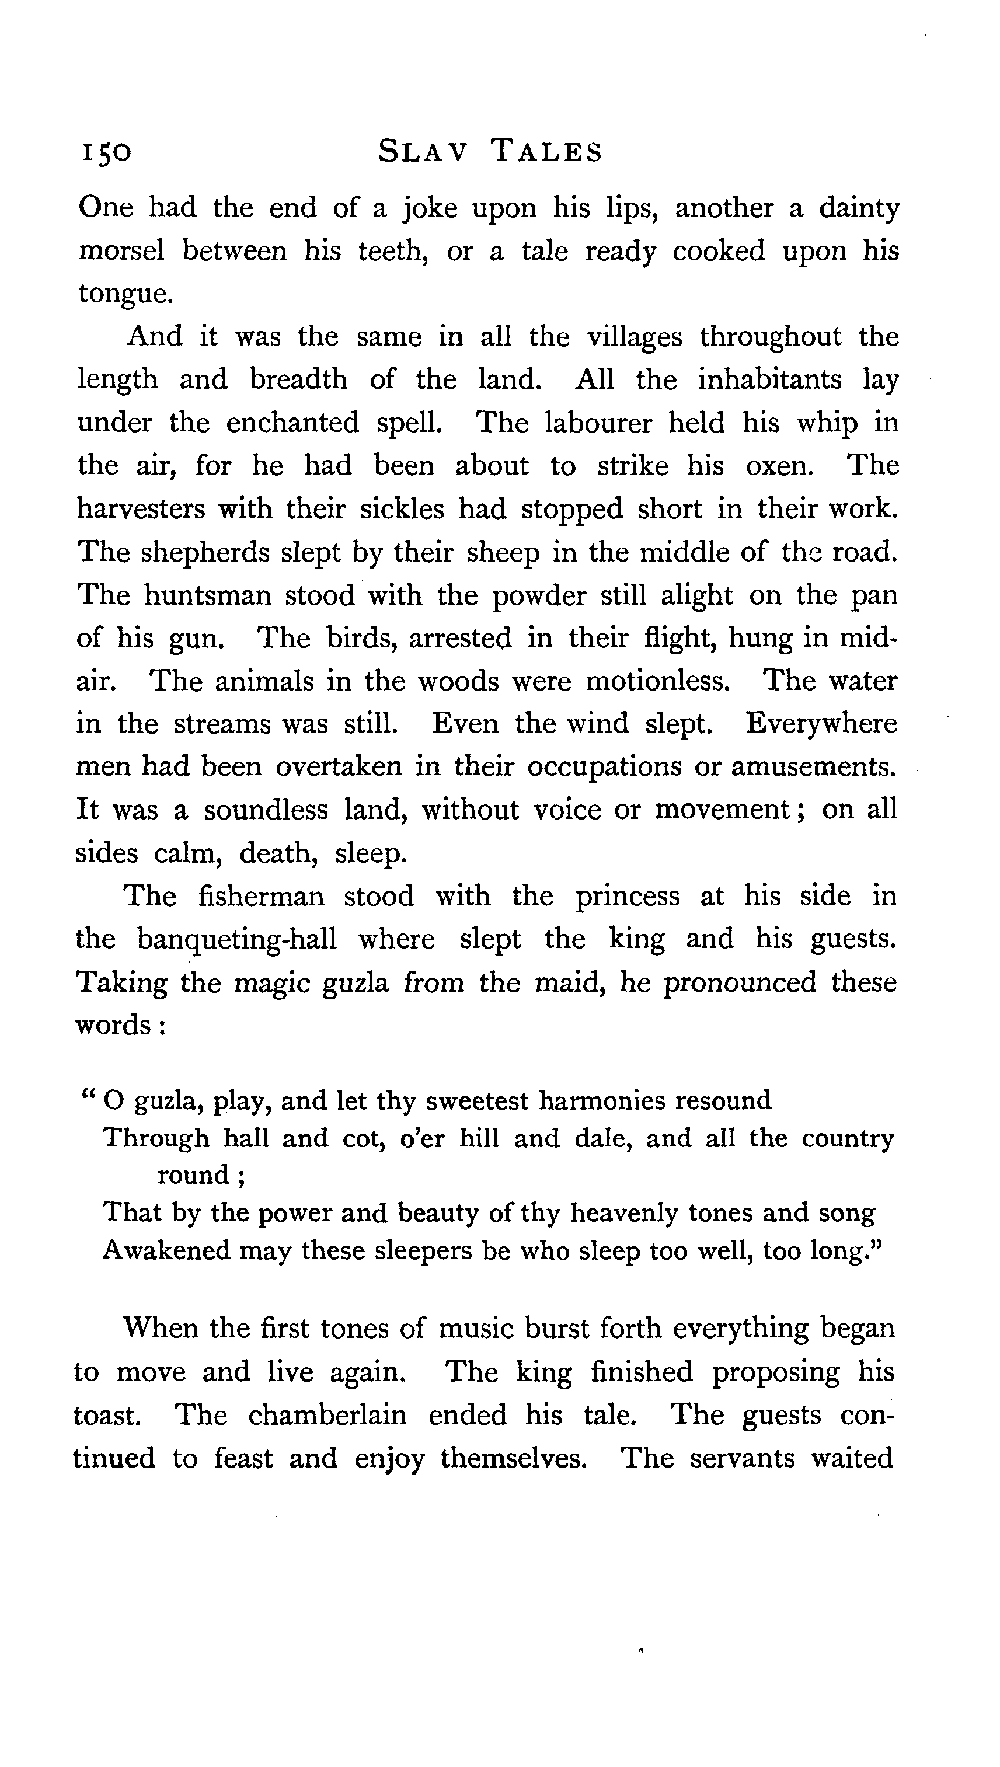 150 SLAV TALES
One had the end of a joke upon his lips, another a dainty
morsel between his teeth, or a tale ready cooked upon his
tongue.
And it was the same in all the villages throughout the
length and breadth of the land. All the inhabitants lay
under the enchanted spell. The labourer held his whip in
the air, for he had been about to strike his oxen. The
harvesters with their sickles had stopped short in their work.
The shepherds slept by their sheep in the middle of the road.
The huntsman stood with the powder still alight on the pan
of his gun. The birds, arrested in their flight, hung in mid-
air. The animals in the woods were motionless. The water
in the streams was still. Even the wind slept. Everywhere
men had been overtaken in their occupations or amusements.
It was a soundless land, without voice or movement; on all
sides calm, death, sleep.
The fisherman stood with the princess at his side in
the banqueting-hall where slept the king and his guests.
Taking the magic guzla from the maid, he pronounced these
words:
“O guzla, play, and let thy sweetest harmonies resound
Through hall and cot, o’er hill and dale, and all the country
round;
That by the power and beauty of thy heavenly tones and song
Awakened may these sleepers be who sleep too well, too long.”
When the first tones of music burst forth everything began
to move and live again. The king finished proposing his
toast. The chamberlain ended his tale. The guests con-
tinued to feast and enjoy themselves. The servants waited